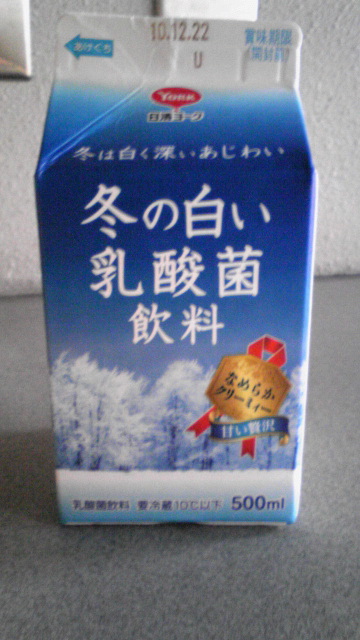 あけくち
10.12.22
U
賞味期限
(開封前)
YORK
日清ヨーク
冬は白く深いあじわい
冬の白い
乳酸菌
飲料
なめらか
クリーミィー
甘い贅沢
乳酸菌飲料 要冷蔵10℃以下 500ml